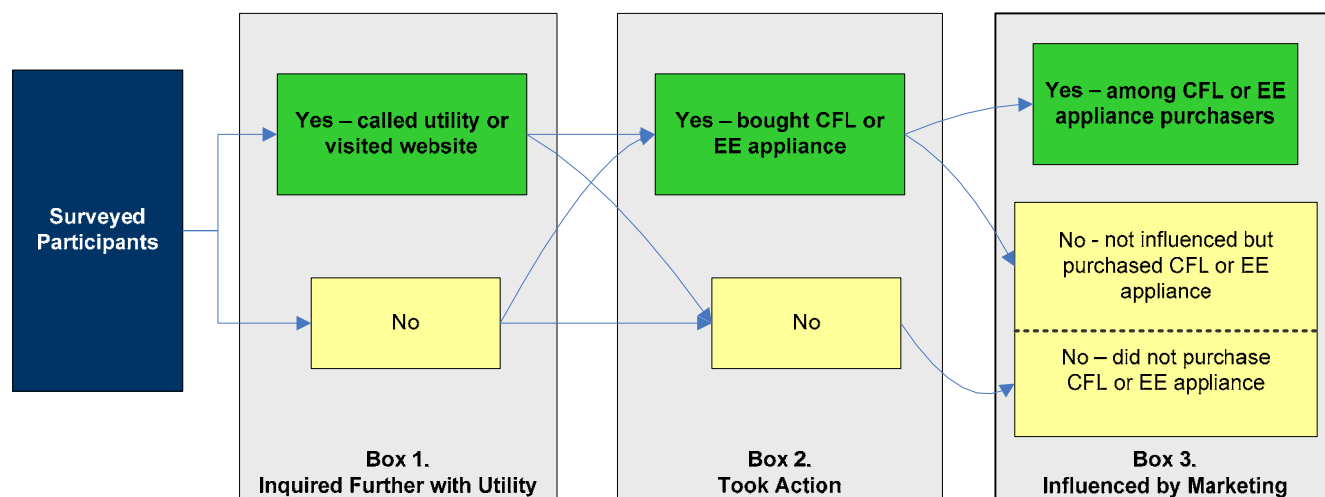 Surveyed
Participants
Yes – called utility or
visited website
No
Box 1.
Inquired Further with Utility
Yes – bought CFL or
EE appliance
No
Box 2.
Took Action
Yes – among CFL or EE
appliance purchasers
No - not influenced but
purchased CFL or EE
appliance
No – did not purchase
CFL or EE appliance
Box 3.
Influenced by Marketing